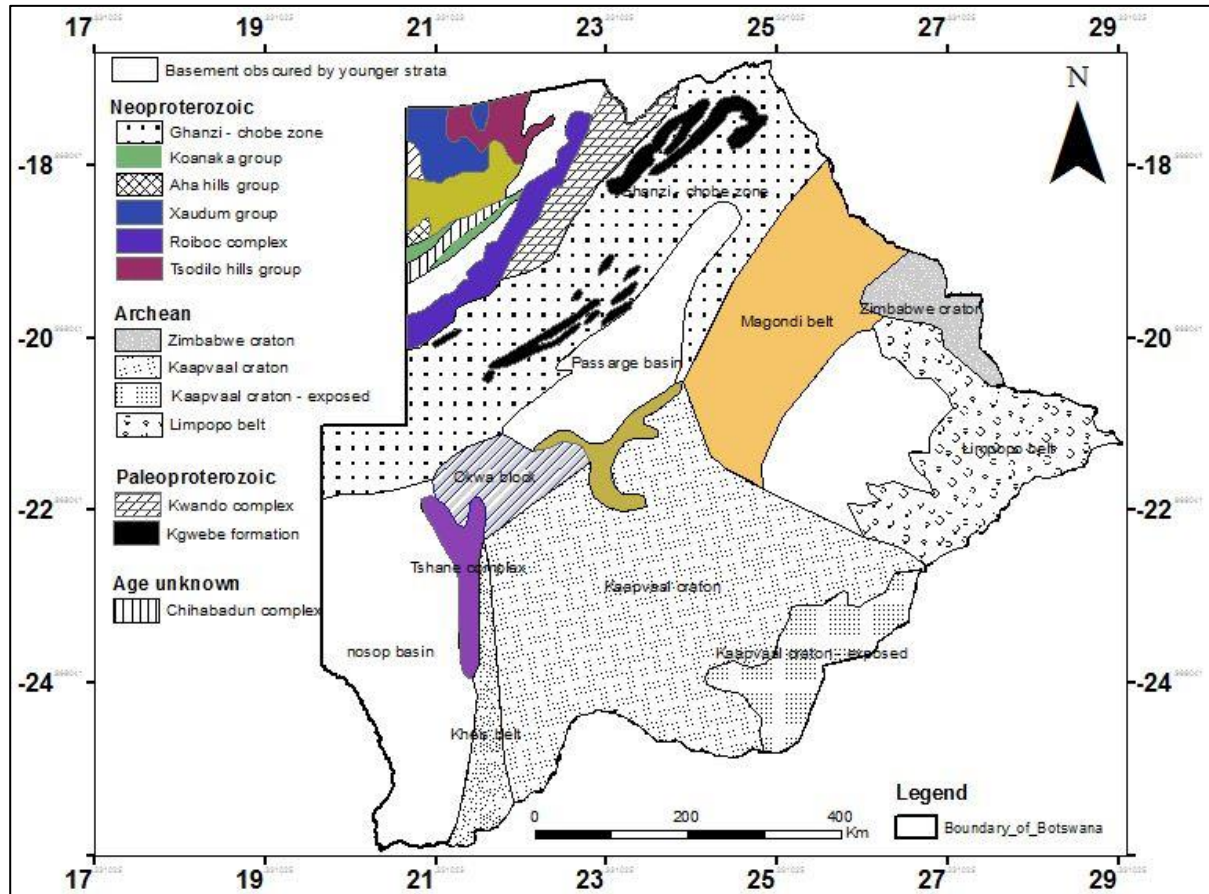 17 19 21 23 25 27 29
Basement obscured by younger strata
Neoproterozoic
Ghanzi - chobe zone
Koanaka group
Aha hills group
Xaudum group
Roiboc complex
Tsodilo hills group
Archean
Zimbabwe craton
Kaapvaal craton
Kaapvaal craton - exposed
Limpopo belt
Paleoproterozoic
Kwando complex
Kgwebe formation
Age unknown
Chihabadun complex
N
-18 -18
-20 -20
-22 -22
-24 -24
Ghanzi - chobe zone
Zimbabwe craton
Magondi belt
Passarge basin
Limpopo belt
Okwa block
Tshane complex
Kaapvaal craton
nosop basin
Kaapvaal craton - exposed
Kheis belt
0 200 400
Km
Legend
Boundary_of_Botswana
17 19 21 23 25 27 29